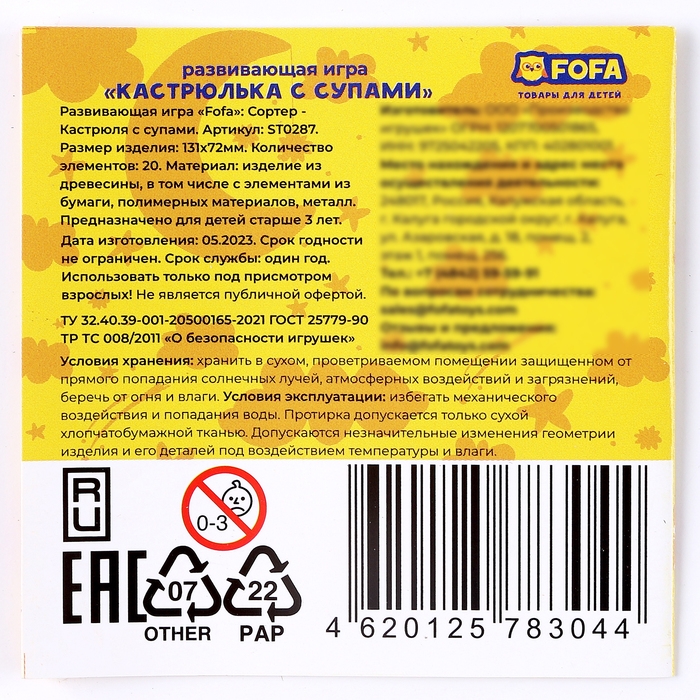 развивающая игра
«КАСТРЮЛЬКА С СУПАМИ»
FOFA
ТОВАРЫ ДЛЯ ДЕТЕЙ
Развивающая игра «Fofa»: Сортер -
Кастрюля с супами. Артикул: ST0287.
Размер изделия: 131х72мм. Количество
элементов: 20. Материал: изделие из
древесины, в том числе с элементами из
бумаги, полимерных материалов, металл.
Предназначено для детей старше 3 лет.
Дата изготовления: 05.2023. Срок годности
не ограничен. Срок службы: один год.
Использовать только под присмотром
взрослых! Не является публичной офертой.
ТУ 32.40.39-001-20500165-2021 ГОСТ 25779-90
ТР ТС 008/2011 «О безопасности игрушек»
Условия хранения: хранить в сухом, проветриваемом помещении защищенном от
прямого попадания солнечных лучей, атмосферных воздействий и загрязнений,
беречь от огня и влаги. Условия эксплуатации: избегать механического
воздействия и попадания воды. Протирка допускается только сухой
хлопчатобумажной тканью. Допускаются незначительные изменения геометрии
изделия и его деталей под воздействием температуры и влаги.
RU
0-3
EAC
07
OTHER
22
PAP
4 620125 783044